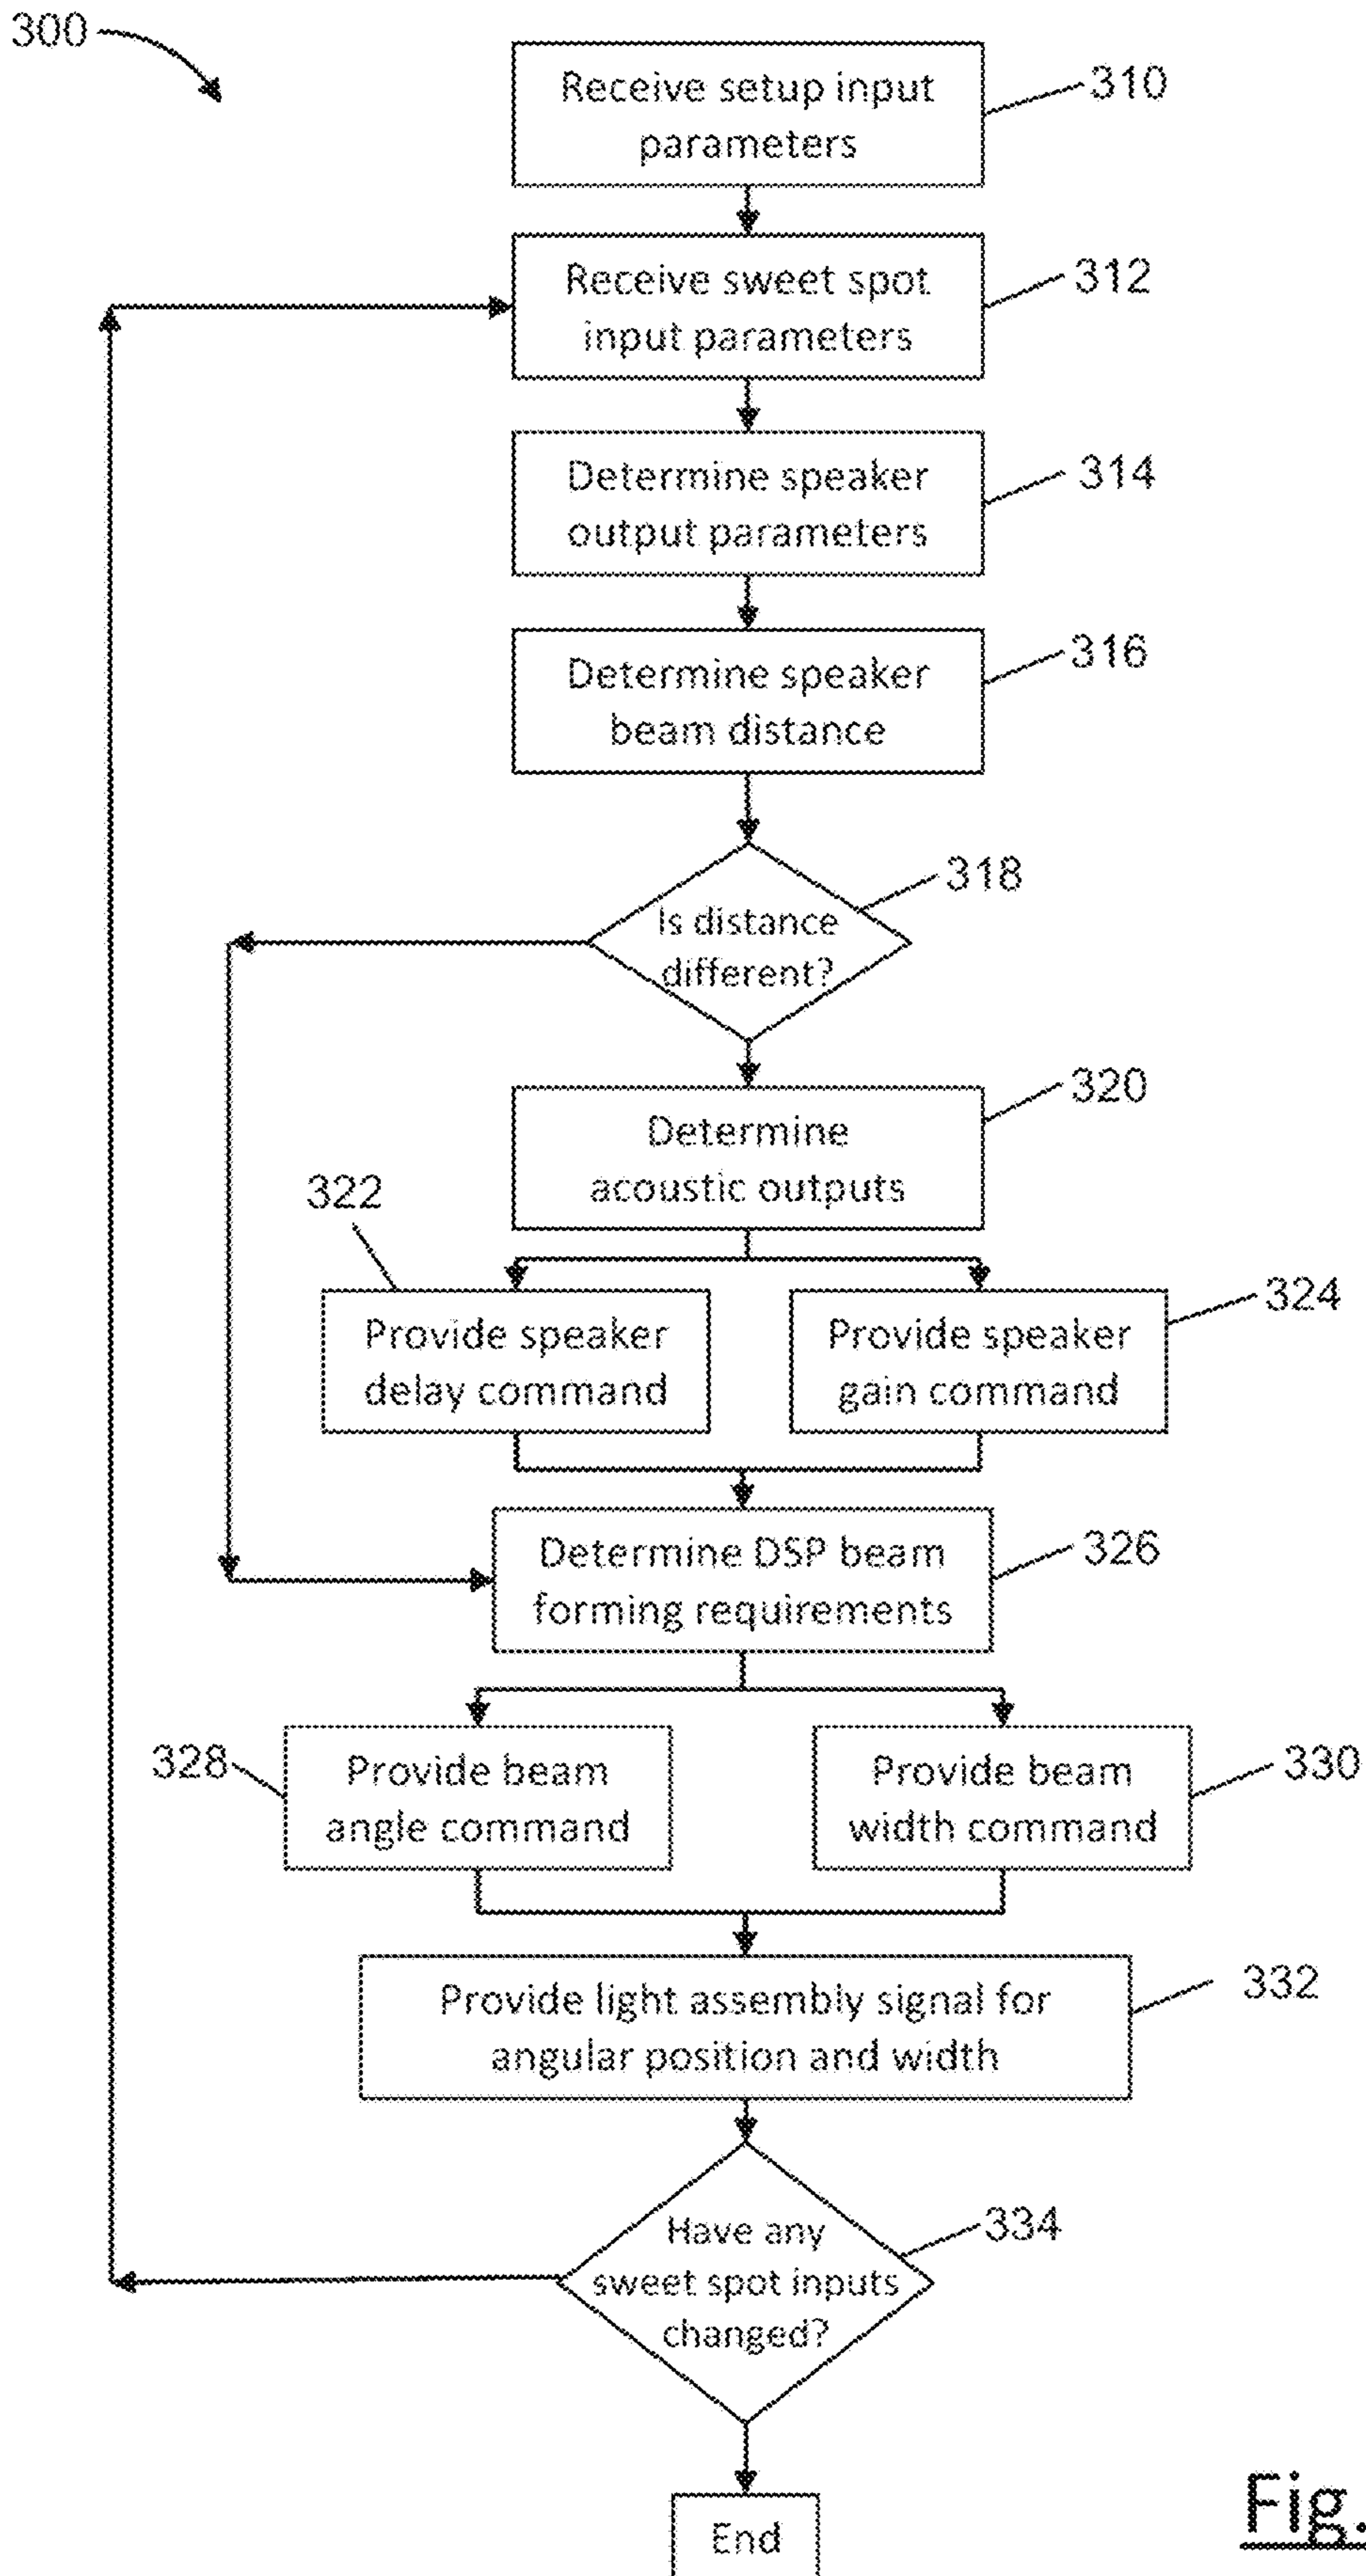 300
Receive setup input
parameters
310
Receive sweet spot
input parameters
312
Determine speaker
output parameters
314
Determine speaker
beam distance
316
Is distance
different?
318
Determine
acoustic outputs
320
322
Provide speaker
delay command
Provide speaker
gain command
324
Determine DSP beam
forming requirements
326
328
Provide beam
angle command
Provide beam
width command
330
Provide light assembly signal for
angular position and width
332
Have any
sweet spot inputs
changed?
334
End
Fig.